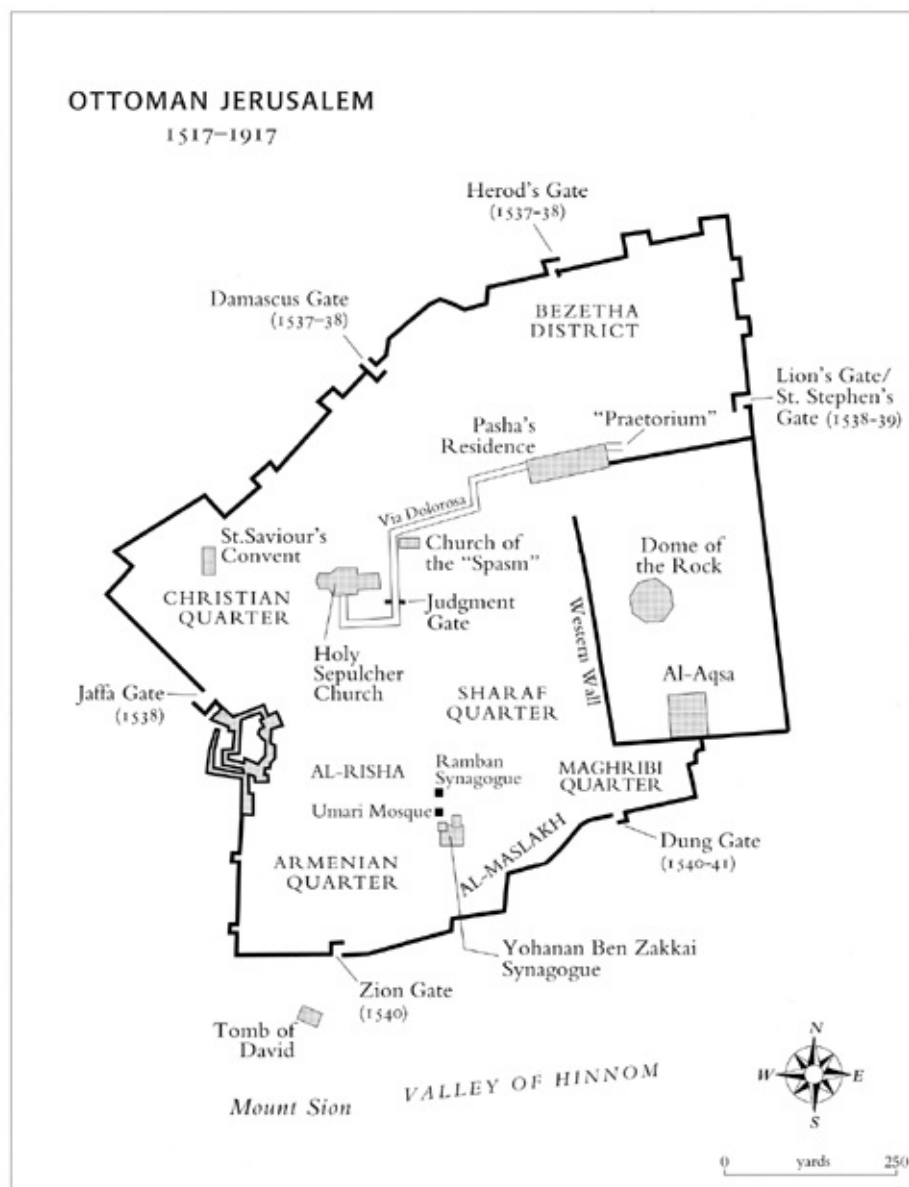 OTTOMAN JERUSALEM
1517–1917
Herod's Gate
(1537-38)
Damascus Gate
(1537–38)
BEZETHA
DISTRICT
Lion's Gate/
St. Stephen's
Gate (1538-39)
Pasha's
Residence
"Praetorium"
Via Dolorosa
St.Saviour's
Convent
Church of
the "Spasm"
Dome of
the Rock
CHRISTIAN
QUARTER
Judgment
Gate
Western Wall
Holy
Sepulcher
Church
Al-Aqsa
Jaffa Gate
(1538)
SHARAF
QUARTER
AL-RISHA
Ramban
Synagogue
MAGHRIBI
QUARTER
Umari Mosque
AL-MASLAKH
Dung Gate
(1540-41)
ARMENIAN
QUARTER
Yohanan Ben Zakkai
Synagogue
Zion Gate
(1540)
Tomb of
David
VALLEY OF HINNOM
Mount Sion
N
W E
S
0 yards 250